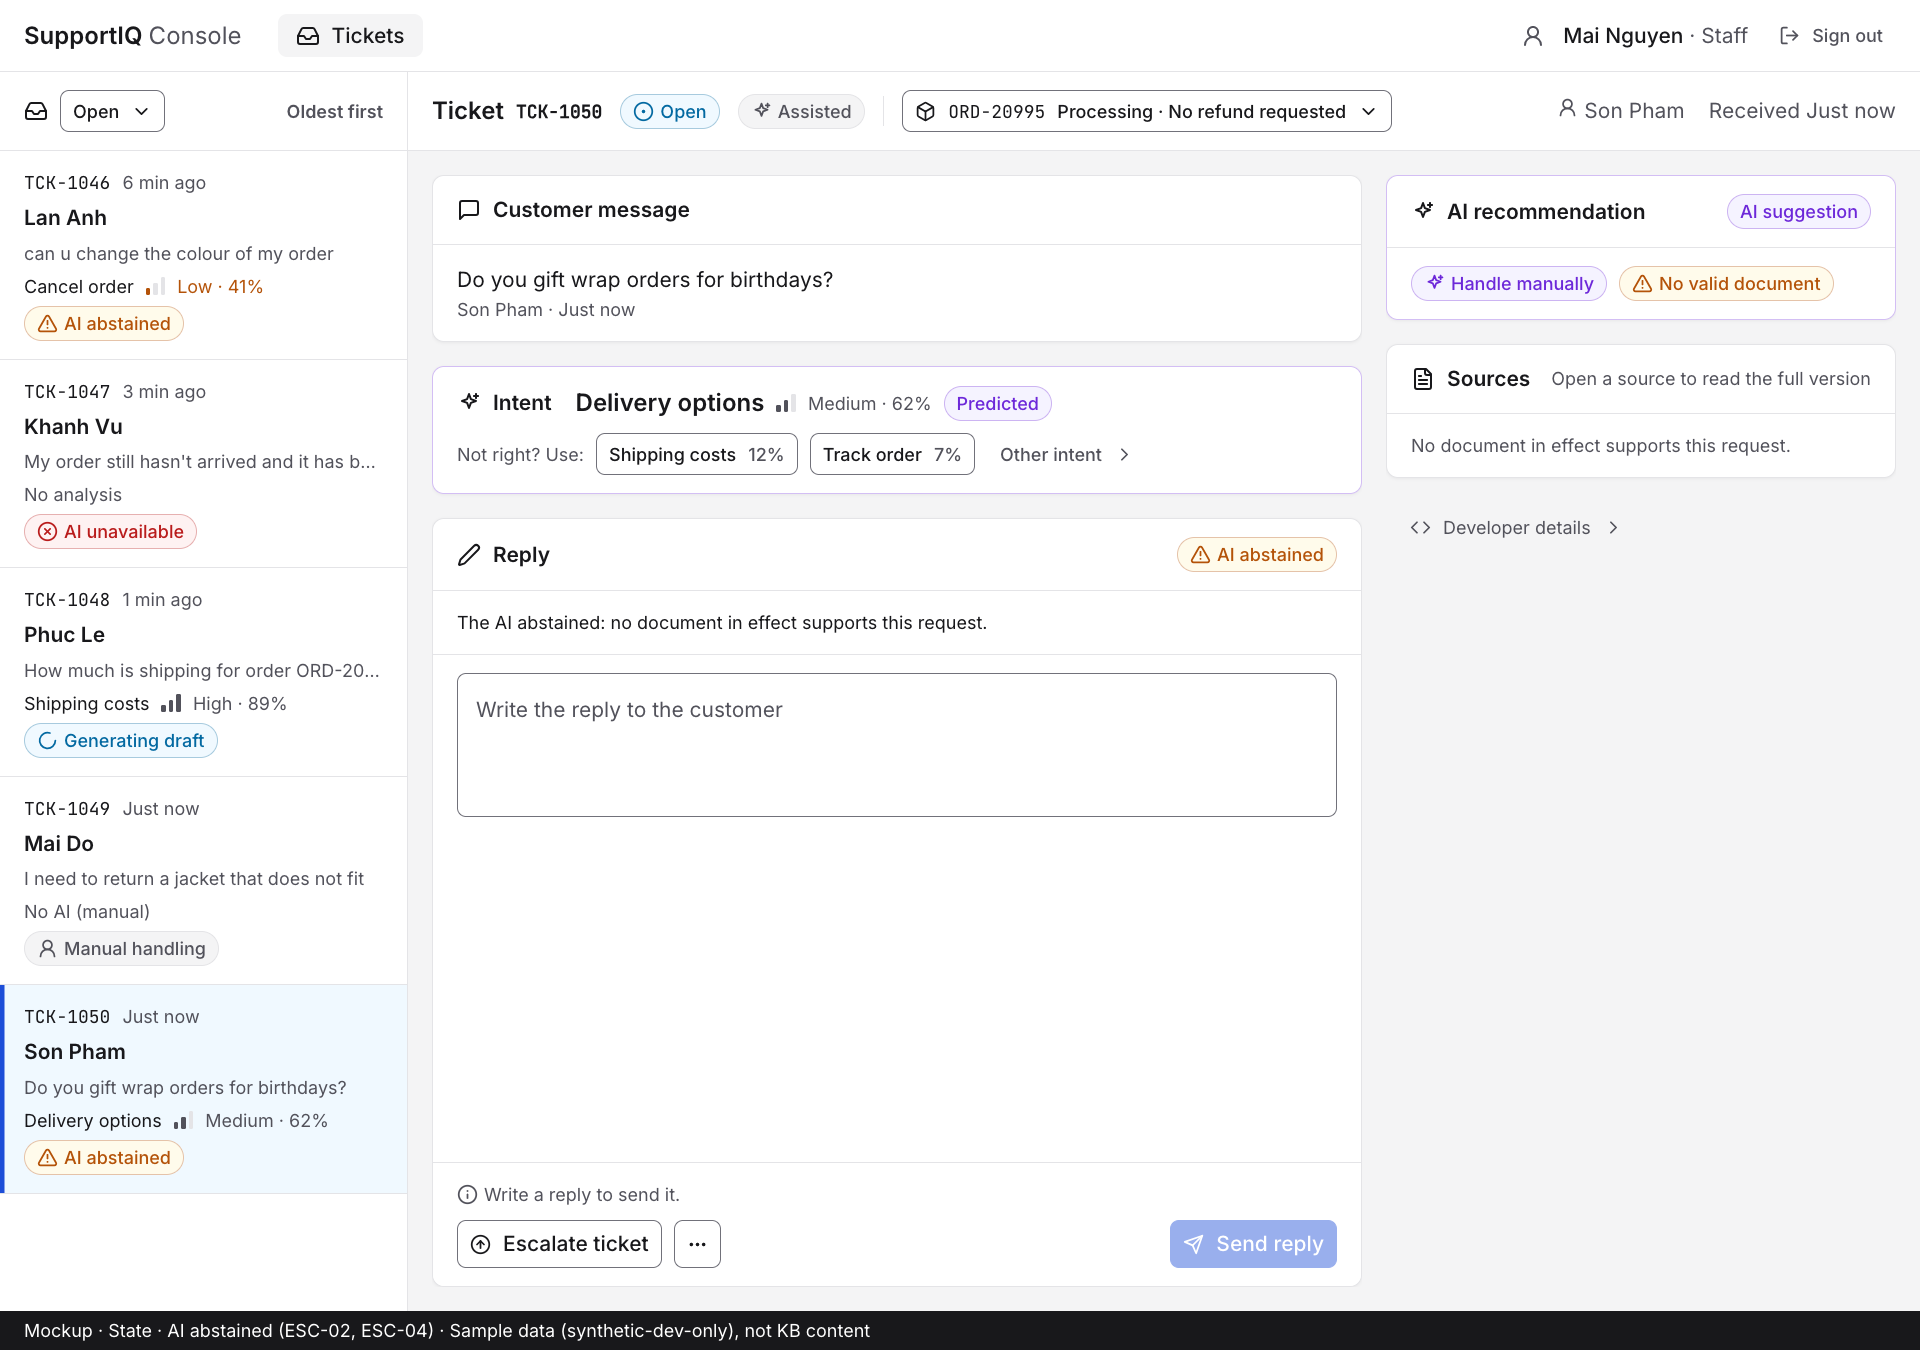 SupportIQ Console
Tickets
Mai Nguyen · Staff
Sign out
Open
Oldest first
Ticket TCK-1050
Open
Assisted
ORD-20995 Processing · No refund requested
Son Pham
Received Just now
TCK-1046 6 min ago
Lan Anh
can u change the colour of my order
Cancel order Low · 41%
AI abstained
TCK-1047 3 min ago
Khanh Vu
My order still hasn't arrived and it has b...
No analysis
AI unavailable
TCK-1048 1 min ago
Phuc Le
How much is shipping for order ORD-20...
Shipping costs High · 89%
Generating draft
TCK-1049 Just now
Mai Do
I need to return a jacket that does not fit
No AI (manual)
Manual handling
TCK-1050 Just now
Son Pham
Do you gift wrap orders for birthdays?
Delivery options Medium · 62%
AI abstained
Customer message
Do you gift wrap orders for birthdays?
Son Pham · Just now
Intent Delivery options Medium · 62% Predicted
Not right? Use: Shipping costs 12% Track order 7% Other intent
Reply
AI abstained
The AI abstained: no document in effect supports this request.
Write the reply to the customer
Write a reply to send it.
Escalate ticket
...
Send reply
AI recommendation
AI suggestion
Handle manually
No valid document
Sources Open a source to read the full version
No document in effect supports this request.
Developer details
Mockup · State · AI abstained (ESC-02, ESC-04) · Sample data (synthetic-dev-only), not KB content